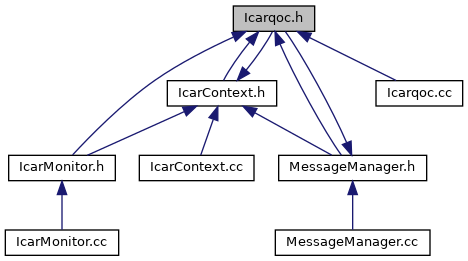 Icarqoc.h
IcarContext.h
Icarqoc.cc
IcarMonitor.h
IcarContext.cc
MessageManager.h
IcarMonitor.cc
MessageManager.cc